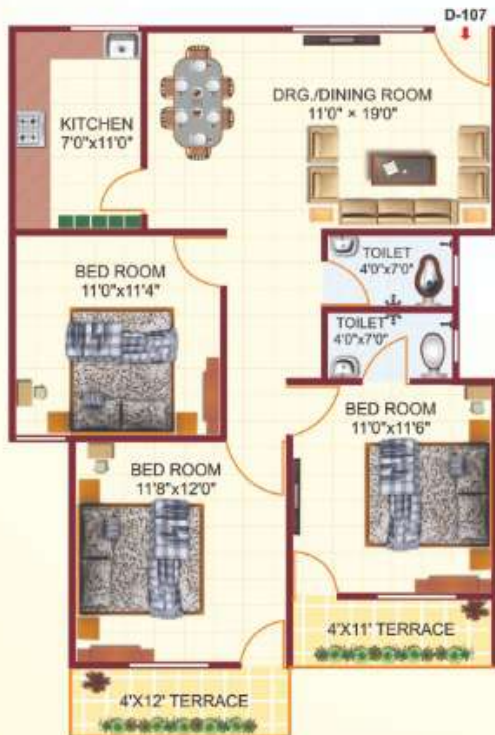 D-107
KITCHEN
7'0"x11'0"
DRG./DINING ROOM
11'0" × 19'0"
TOILET
4'0"x7'0"
BED ROOM
11'0"x11'4"
TOILET
4'0"x7'0"
BED ROOM
11'0"x11'6"
BED ROOM
11'8"x12'0"
4'X11' TERRACE
4'X12' TERRACE